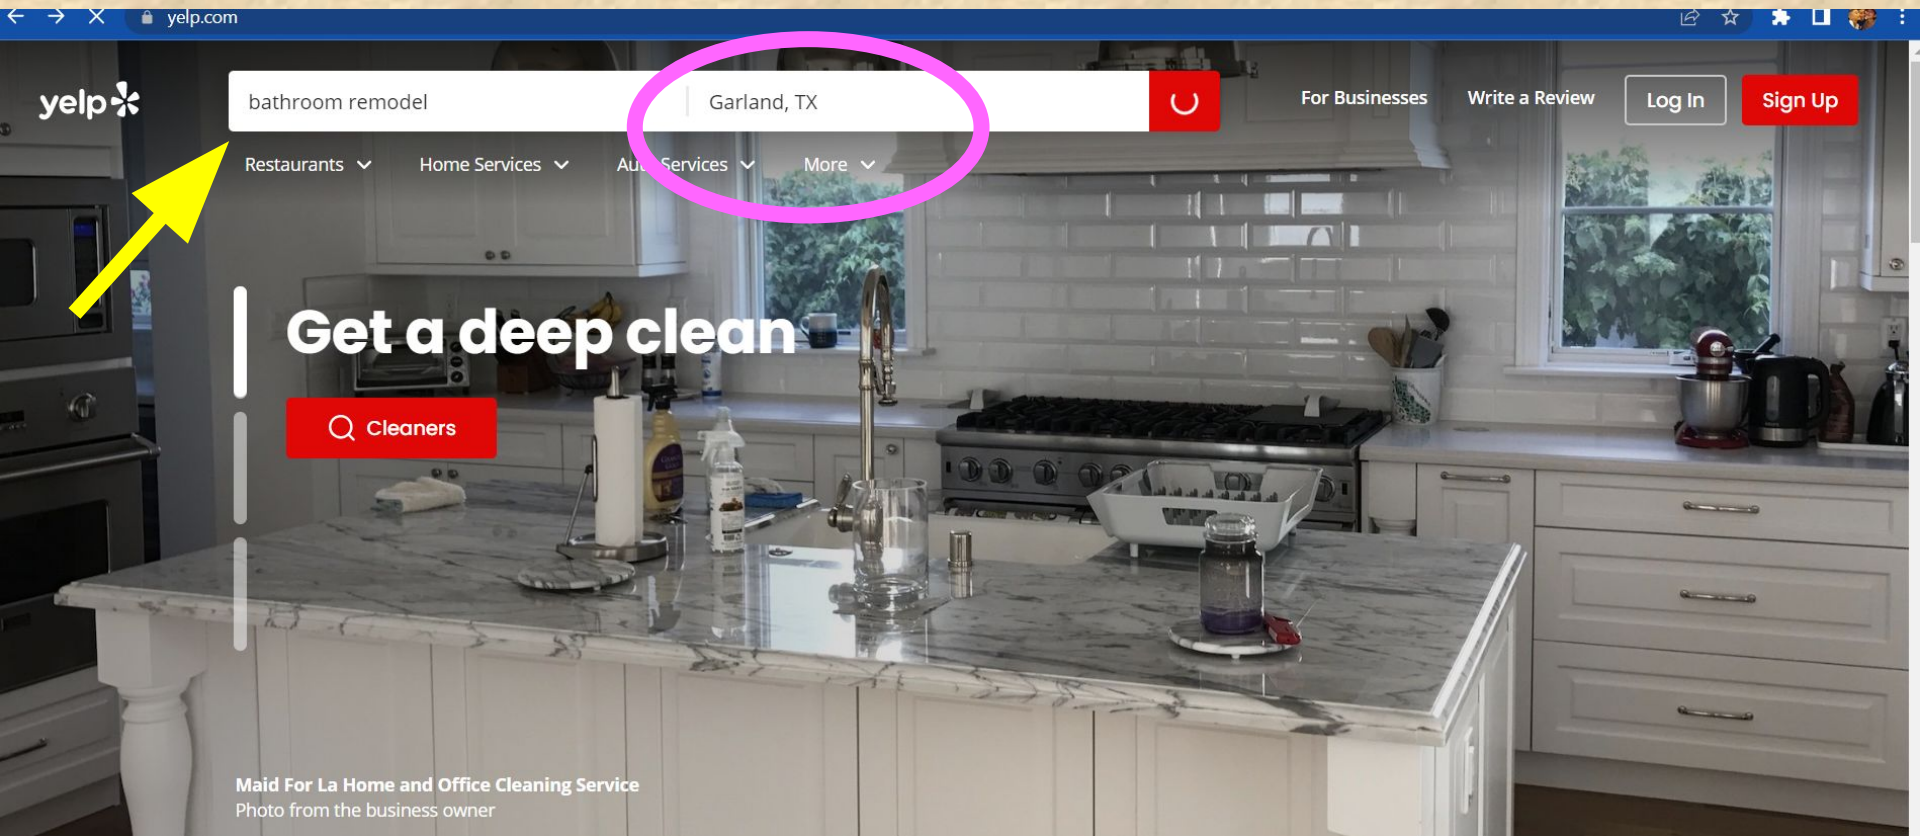 yelp.com
yelp
bathroom remodel
Garland, TX
For Businesses
Write a Review
Log In
Sign Up
Restaurants
Home Services
Auto Services
More
Get a deep clean
Cleaners
Maid For La Home and Office Cleaning Service
Photo from the business owner